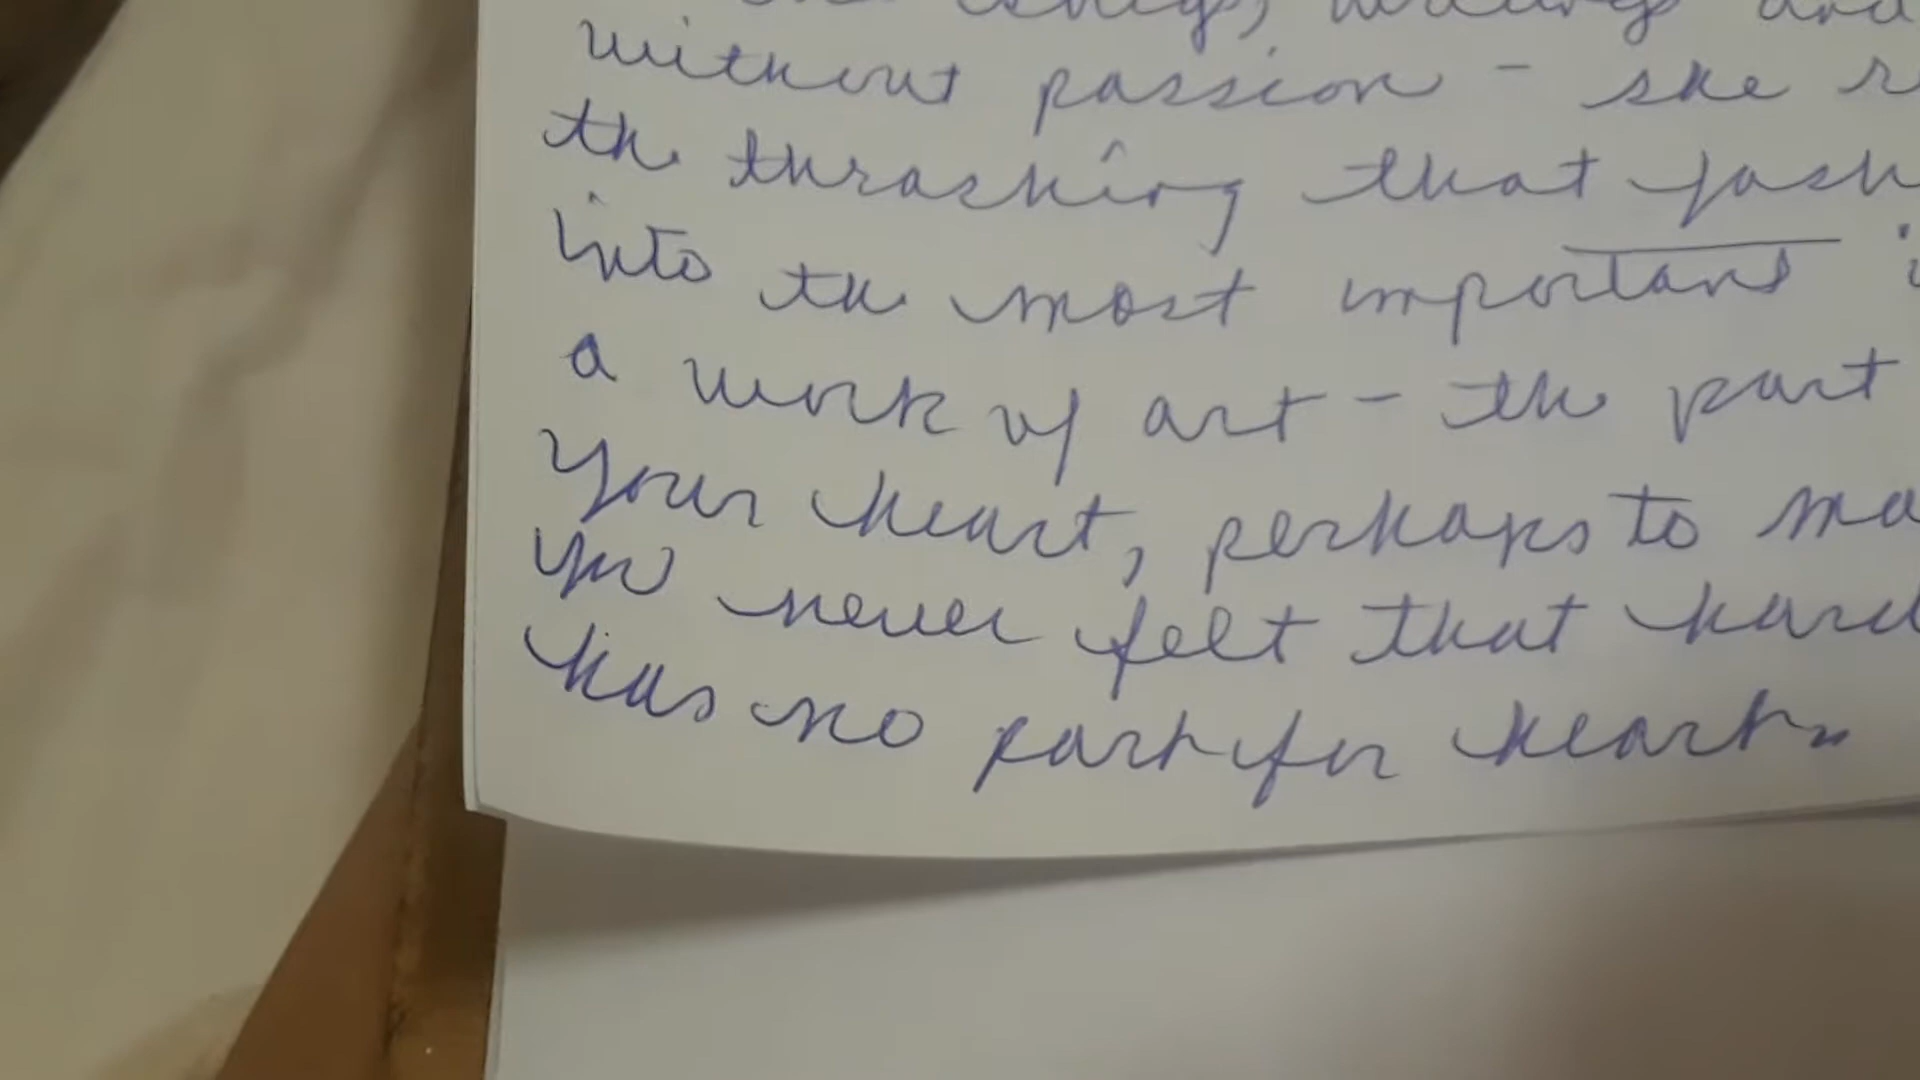 without passion - she
the thrashing that
into the most important
a work of art - the part
your heart, perhaps to
you never felt that
has no part for heart"